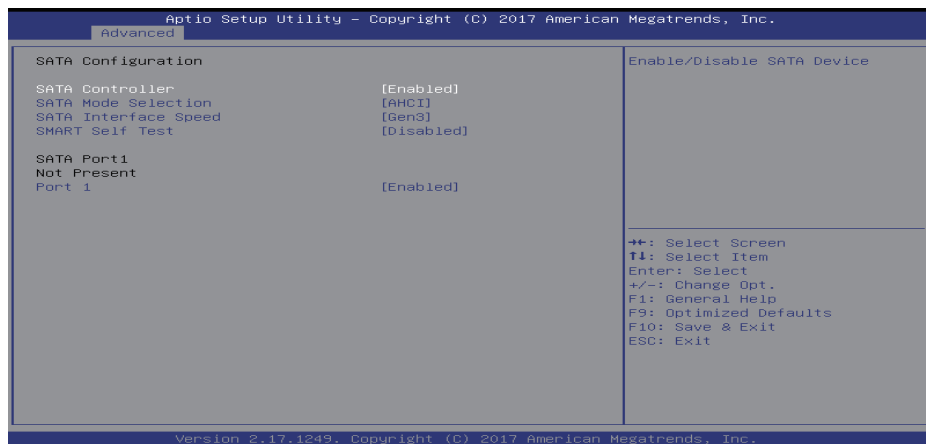 Aptio Setup Utility – Copyright (C) 2017 American Megatrends, Inc.
Advanced
SATA Configuration
SATA Controller [Enabled]
SATA Mode Selection [AHCI]
SATA Interface Speed [Gen3]
SMART Self Test [Disabled]
SATA Port1
Not Present
Port 1 [Enabled]
Enable/Disable SATA Device
→←: Select Screen
↑↓: Select Item
Enter: Select
+/-: Change Opt.
F1: General Help
F9: Optimized Defaults
F10: Save & Exit
ESC: Exit
Version 2.17.1249. Copyright (C) 2017 American Megatrends, Inc.